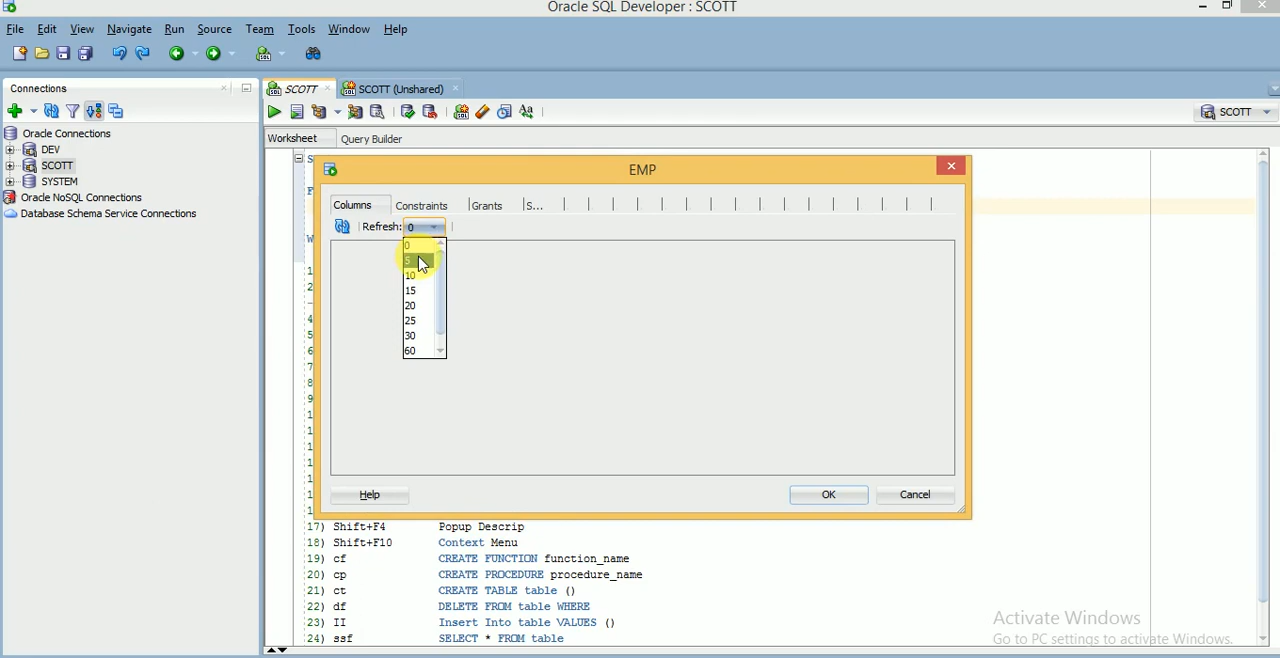 Oracle SQL Developer : SCOTT
File Edit View Navigate Run Source Team Tools Window Help
Connections
Oracle Connections
DEV
SCOTT
SYSTEM
Oracle NoSQL Connections
Database Schema Service Connections
SCOTT SCOTT (Unshared)
SCOTT
Worksheet Query Builder
EMP
Columns Constraints Grants S...
Refresh: 0
0
5
10
15
20
25
30
60
Help OK Cancel
17) Shift+F4 Popup Descrip
18) Shift+F10 Context Menu
19) cf CREATE FUNCTION function_name
20) cp CREATE PROCEDURE procedure_name
21) ct CREATE TABLE table ()
22) df DELETE FROM table WHERE
23) II Insert Into table VALUES ()
24) ssf SELECT * FROM table
Activate Windows
Go to PC settings to activate Windows.